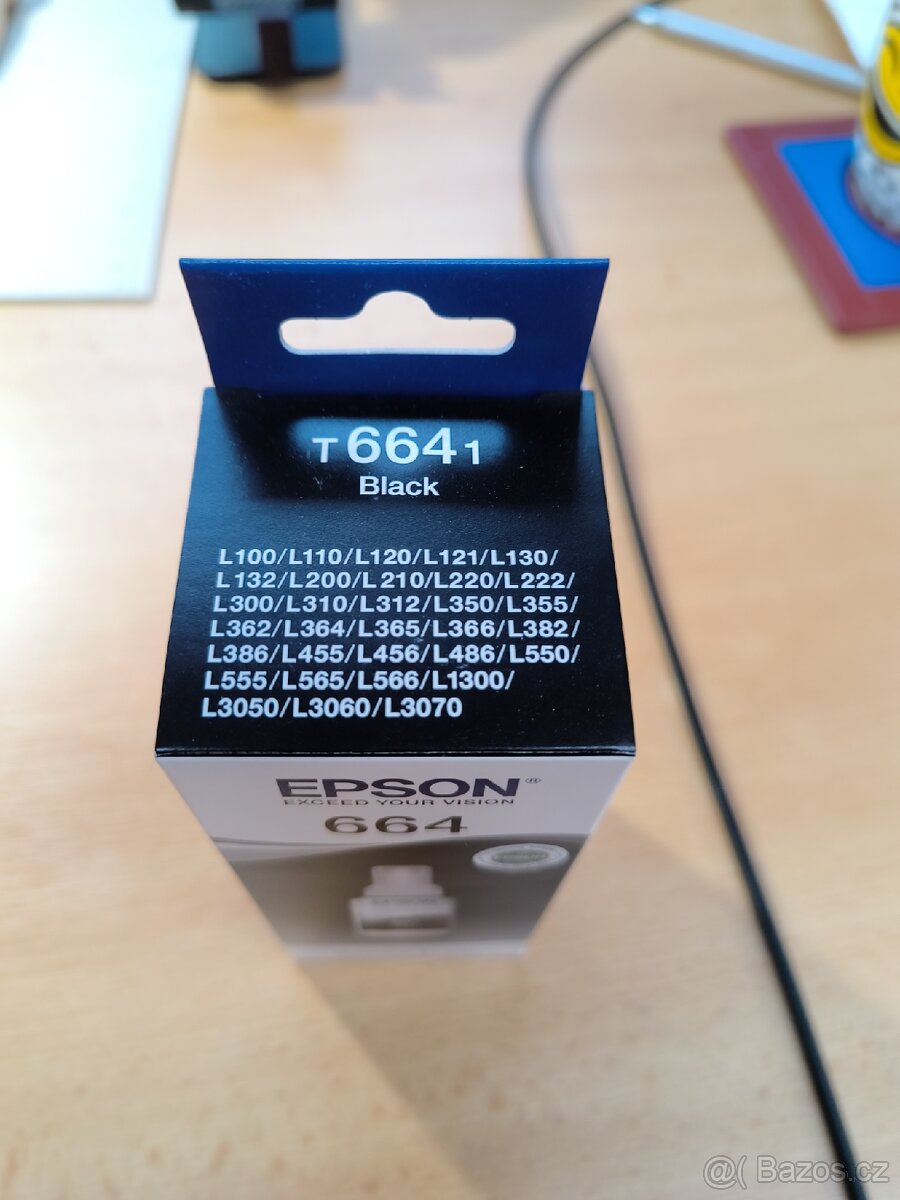 T6641
Black
L100/L110/L120/L121/L130/
L132/L200/L210/L220/L222/
L300/L310/L312/L350/L355/
L362/L364/L365/L366/L382/
L386/L455/L456/L486/L550/
L555/L565/L566/L1300/
L3050/L3060/L3070
EPSON®
EXCEED YOUR VISION
664
EPSON
@( Bazos.cz